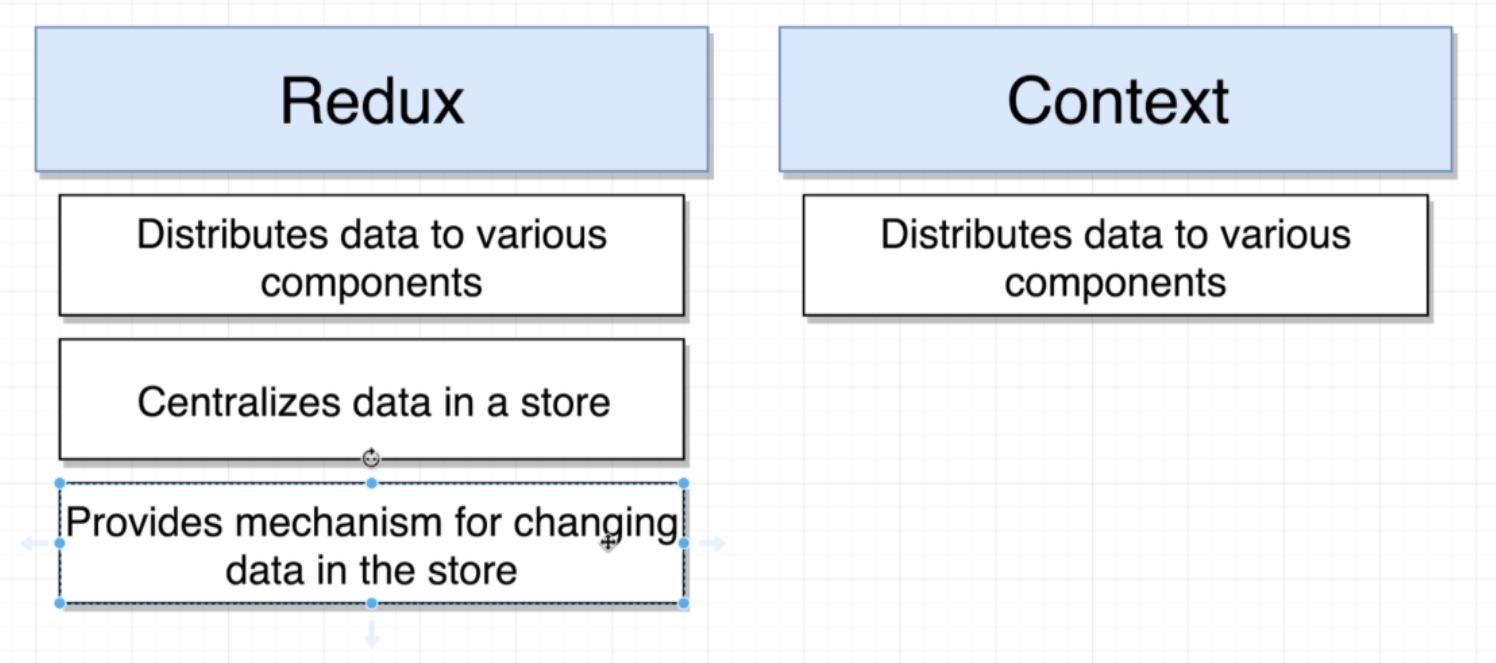 Redux
Distributes data to various
components
Centralizes data in a store
Provides mechanism for changing
data in the store
Context
Distributes data to various
components